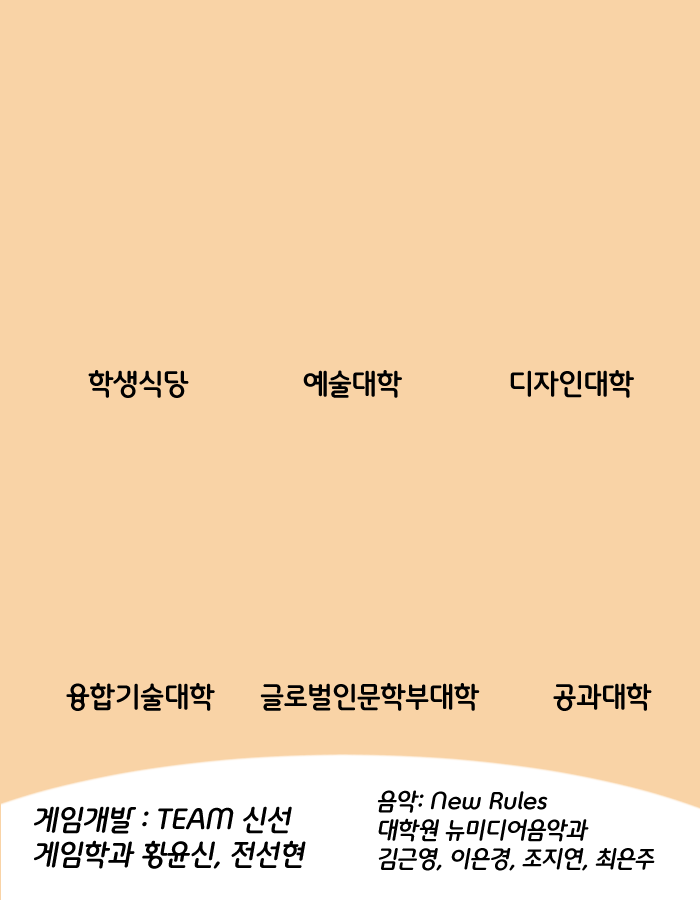 학생식당 예술대학 디자인대학
융합기술대학 글로벌인문학부대학 공과대학
게임개발 : TEAM 신선
게임학과 황윤신, 전선현
음악: New Rules
대학원 뉴미디어음악과
김근영, 이은경, 조지연, 최은주